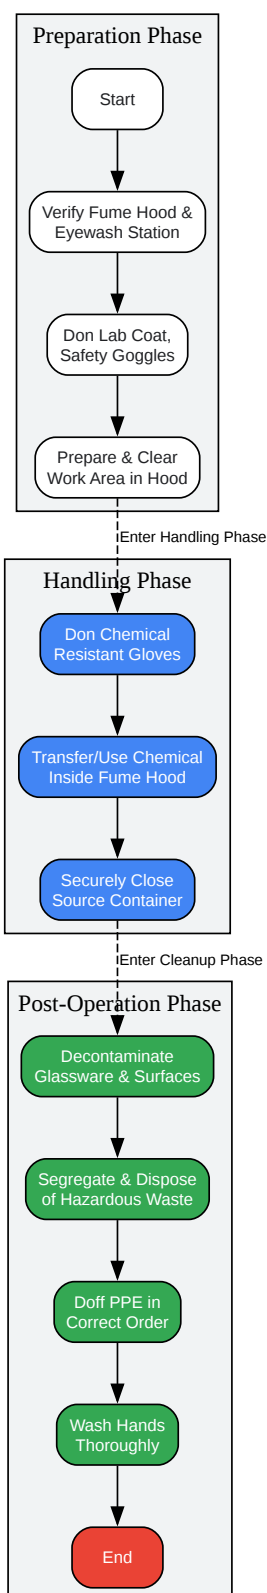 Preparation Phase
Start
Verify Fume Hood &
Eyewash Station
Don Lab Coat,
Safety Goggles
Prepare & Clear
Work Area in Hood
Enter Handling Phase
Handling Phase
Don Chemical
Resistant Gloves
Transfer/Use Chemical
Inside Fume Hood
Securely Close
Source Container
Enter Cleanup Phase
Post-Operation Phase
Decontaminate
Glassware & Surfaces
Segregate & Dispose
of Hazardous Waste
Doff PPE in
Correct Order
Wash Hands
Thoroughly
End